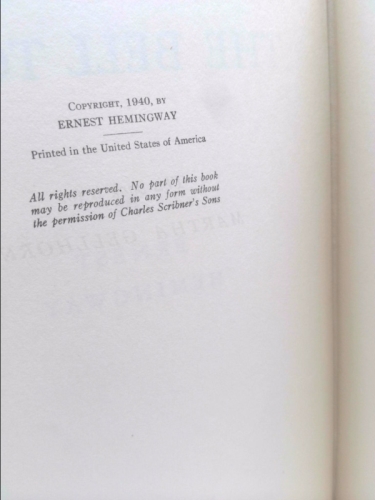 COPYRIGHT, 1940, BY
ERNEST HEMINGWAY
Printed in the United States of America
All rights reserved. No part of this book
may be reproduced in any form without
the permission of Charles Scribner's Sons